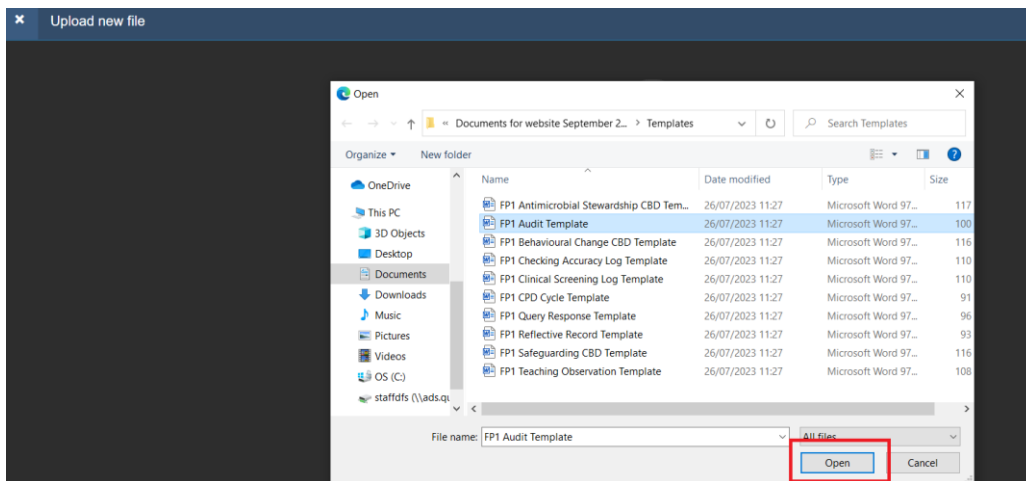 × Upload new file
Open ×
« Documents for website September 2... > Templates Search Templates
Organize New folder
Name Date modified Type Size
OneDrive
This PC
3D Objects
Desktop
Documents
Downloads
Music
Pictures
Videos
OS (C:)
staffdfs (\\ads.qu
FP1 Antimicrobial Stewardship CBD Tem... 26/07/2023 11:27 Microsoft Word 97... 117
FP1 Audit Template 26/07/2023 11:27 Microsoft Word 97... 100
FP1 Behavioural Change CBD Template 26/07/2023 11:27 Microsoft Word 97... 116
FP1 Checking Accuracy Log Template 26/07/2023 11:27 Microsoft Word 97... 110
FP1 Clinical Screening Log Template 26/07/2023 11:27 Microsoft Word 97... 110
FP1 CPD Cycle Template 26/07/2023 11:27 Microsoft Word 97... 91
FP1 Query Response Template 26/07/2023 11:27 Microsoft Word 97... 96
FP1 Reflective Record Template 26/07/2023 11:27 Microsoft Word 97... 93
FP1 Safeguarding CBD Template 26/07/2023 11:27 Microsoft Word 97... 116
FP1 Teaching Observation Template 26/07/2023 11:27 Microsoft Word 97... 108
File name: FP1 Audit Template All files
Open Cancel